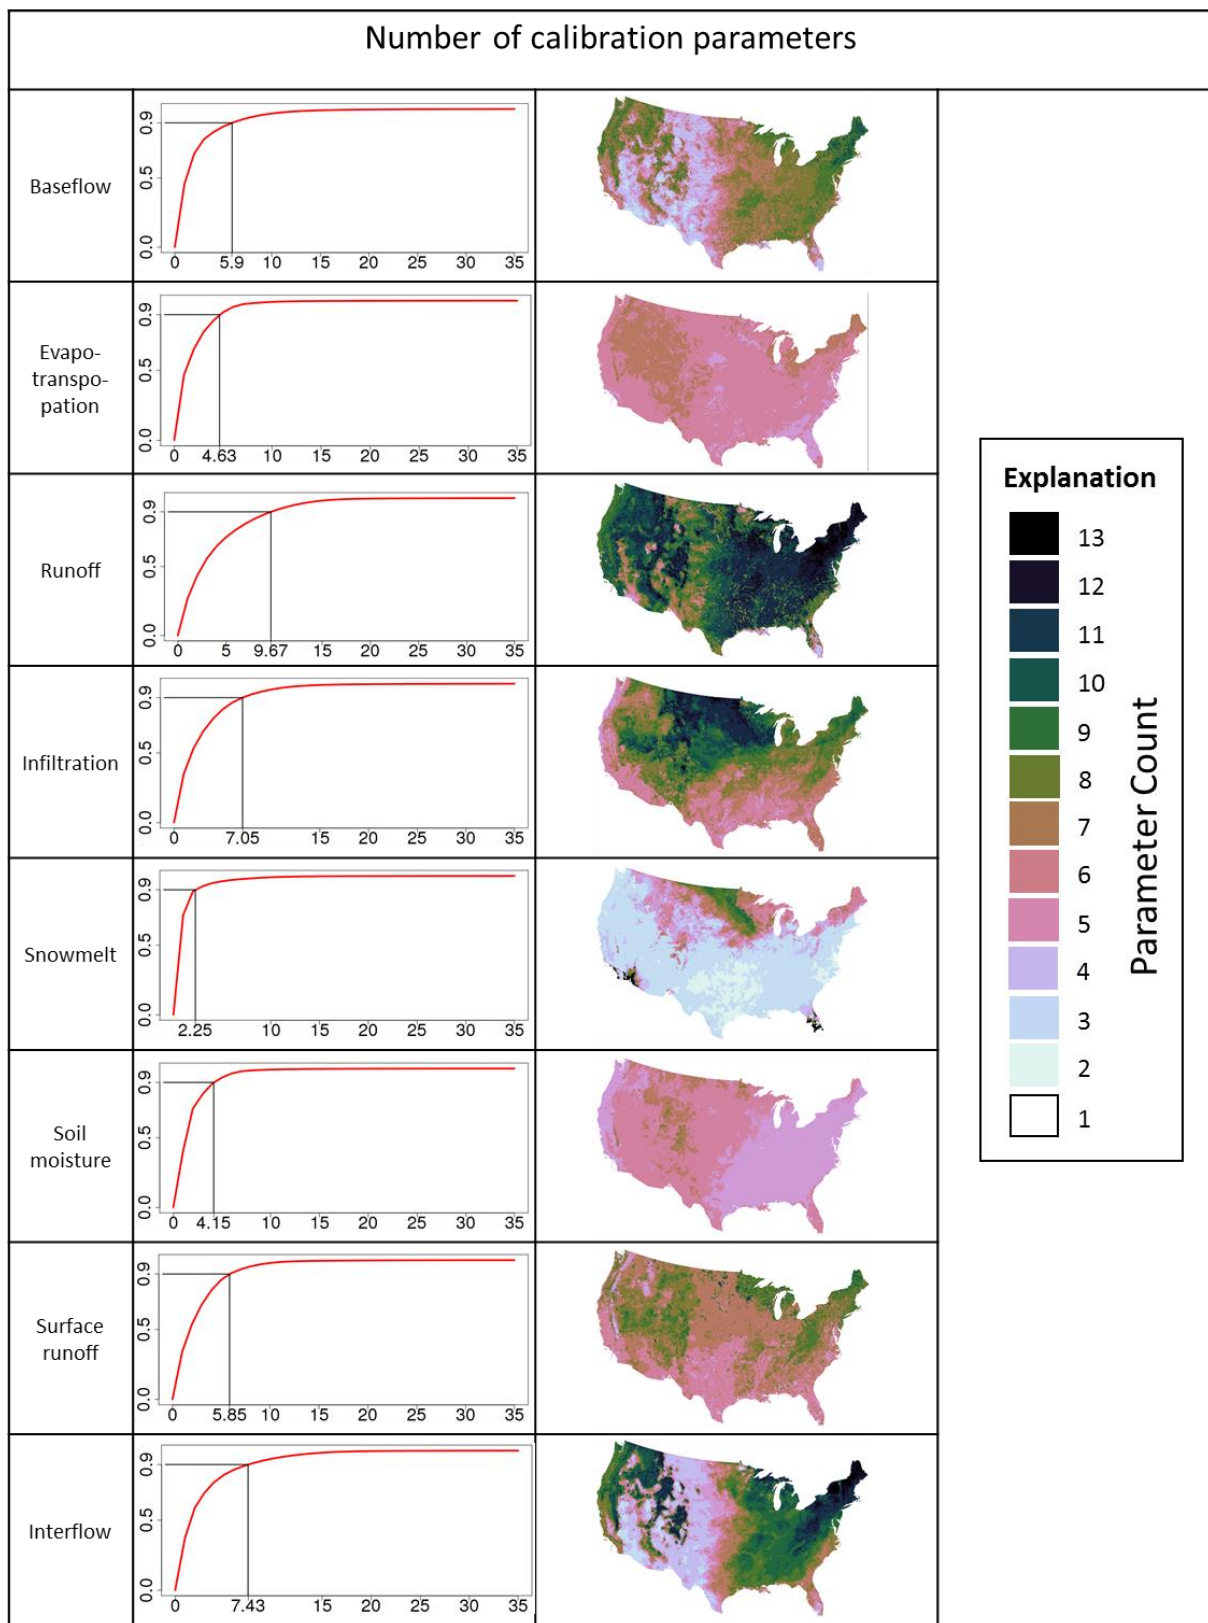 Number of calibration parameters
Baseflow
0.9
0.5
0.0
0 5.9 10 15 20 25 30 35
Evapo-
transpo-
pation
0.9
0.5
0.0
0 4.63 10 15 20 25 30 35
Runoff
0.9
0.5
0.0
0 5 9.67 15 20 25 30 35
Infiltration
0.9
0.5
0.0
0 7.05 15 20 25 30 35
Snowmelt
0.9
0.5
0.0
2.25 10 15 20 25 30 35
Soil
moisture
0.9
0.5
0.0
0 4.15 10 15 20 25 30 35
Surface
runoff
0.9
0.5
0.0
0 5.85 10 15 20 25 30 35
Interflow
0.9
0.5
0.0
0 7.43 15 20 25 30 35
Explanation
13
12
11
10
9
8
7
6
5
4
3
2
1
Parameter Count